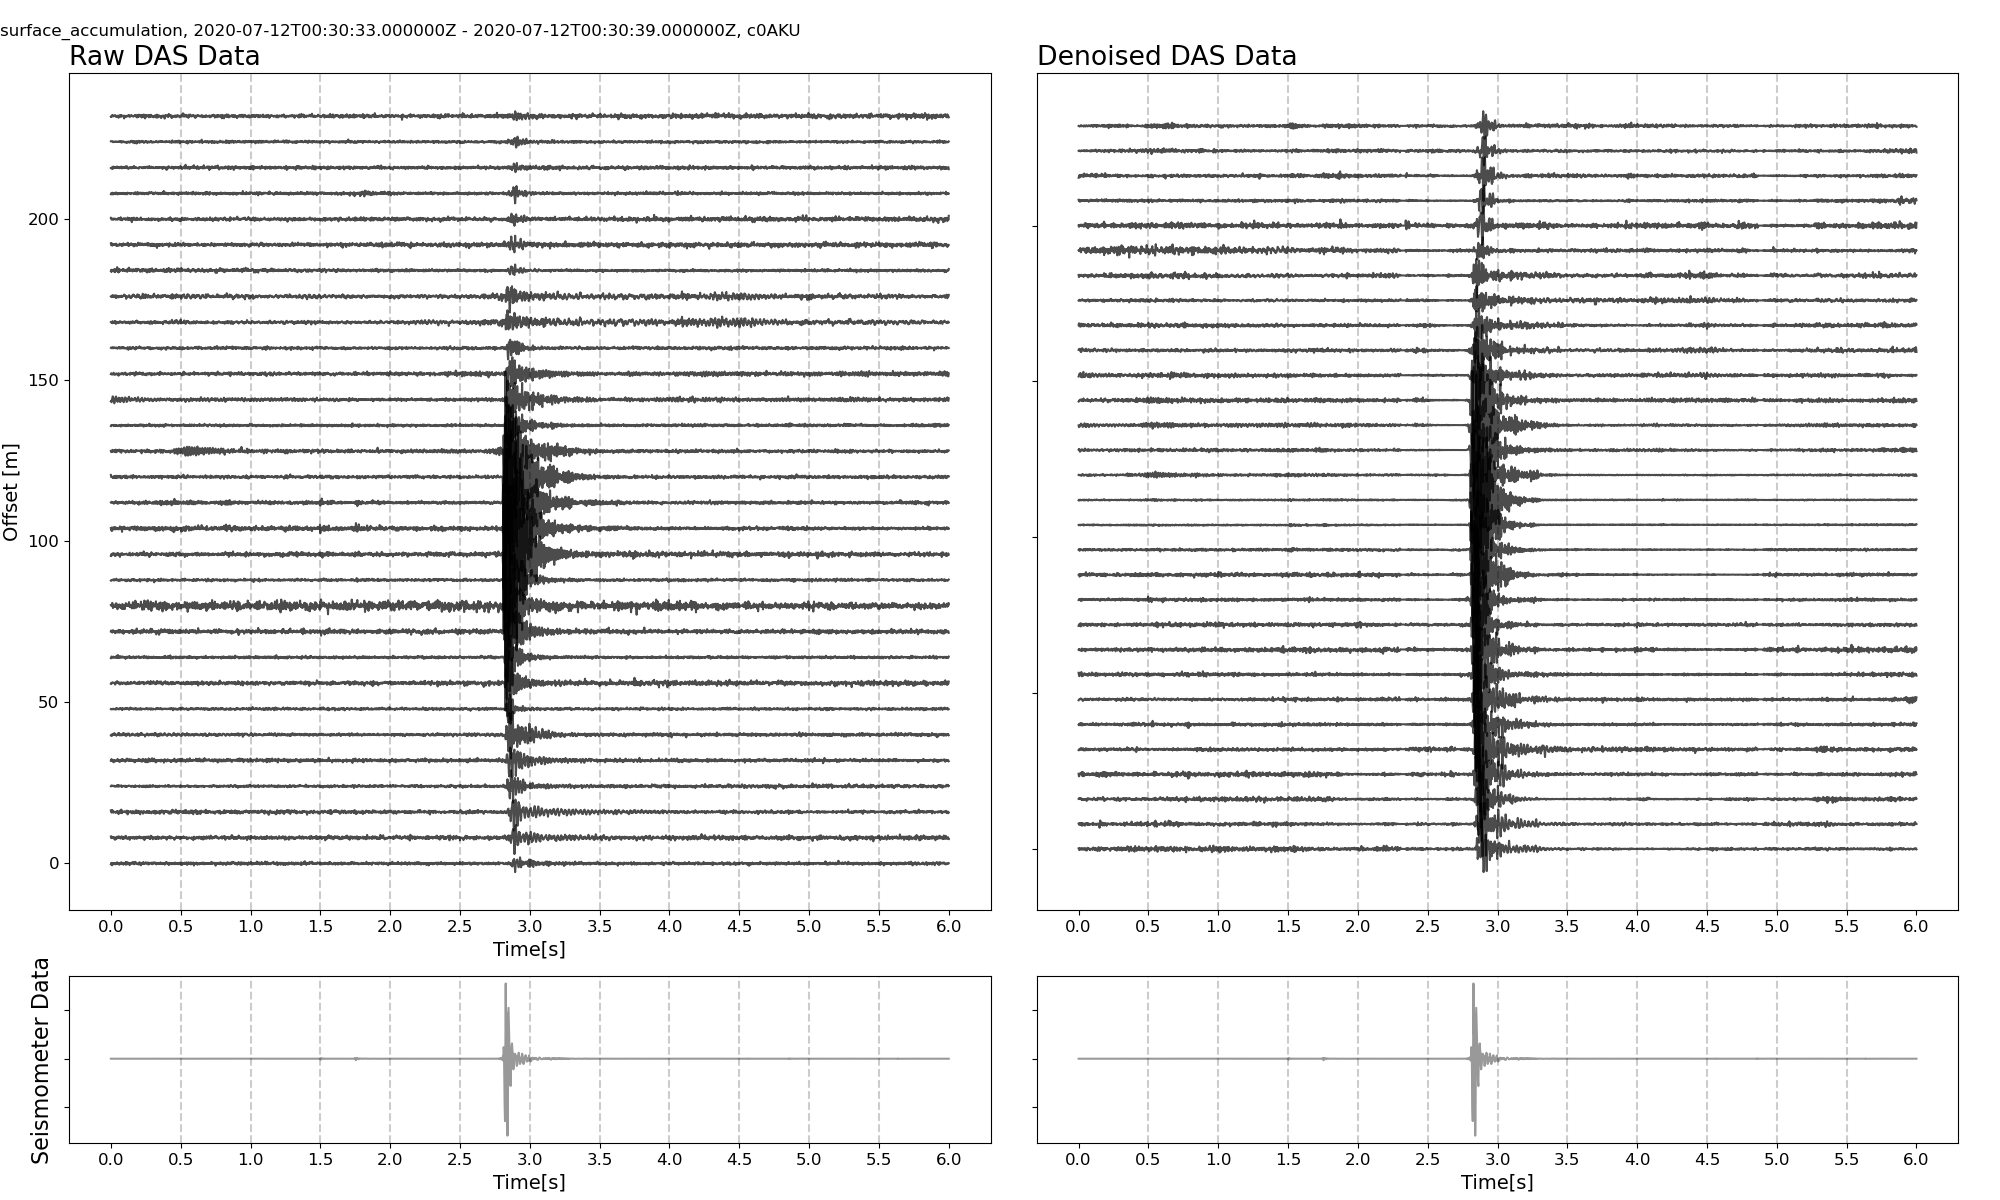 surface_accumulation, 2020-07-12T00:30:33.000000Z - 2020-07-12T00:30:39.000000Z, c0AKU
Raw DAS Data
Offset [m]
200
150
100
50
0
0.0 0.5 1.0 1.5 2.0 2.5 3.0 3.5 4.0 4.5 5.0 5.5 6.0
Time[s]
Denoised DAS Data
0.0 0.5 1.0 1.5 2.0 2.5 3.0 3.5 4.0 4.5 5.0 5.5 6.0
Seismometer Data
0.0 0.5 1.0 1.5 2.0 2.5 3.0 3.5 4.0 4.5 5.0 5.5 6.0
Time[s]
0.0 0.5 1.0 1.5 2.0 2.5 3.0 3.5 4.0 4.5 5.0 5.5 6.0
Time[s]